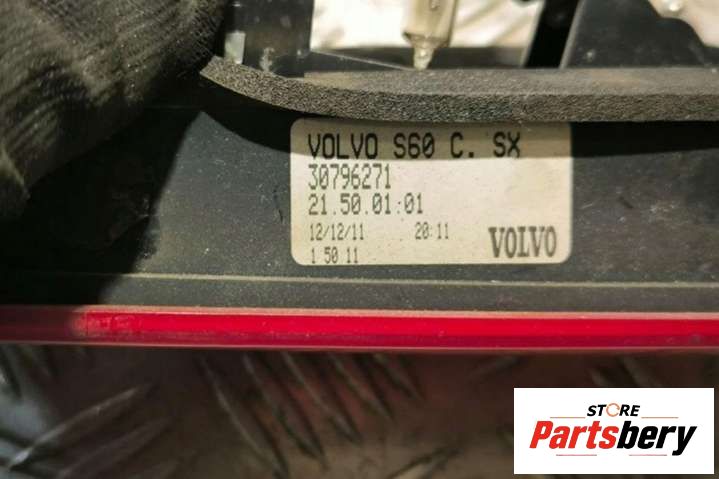 VOLVO S60 C. SX
30796271
21.50.01:01
12/12/11 20:11
1 50 11 VOLVO
STORE
Partsbery